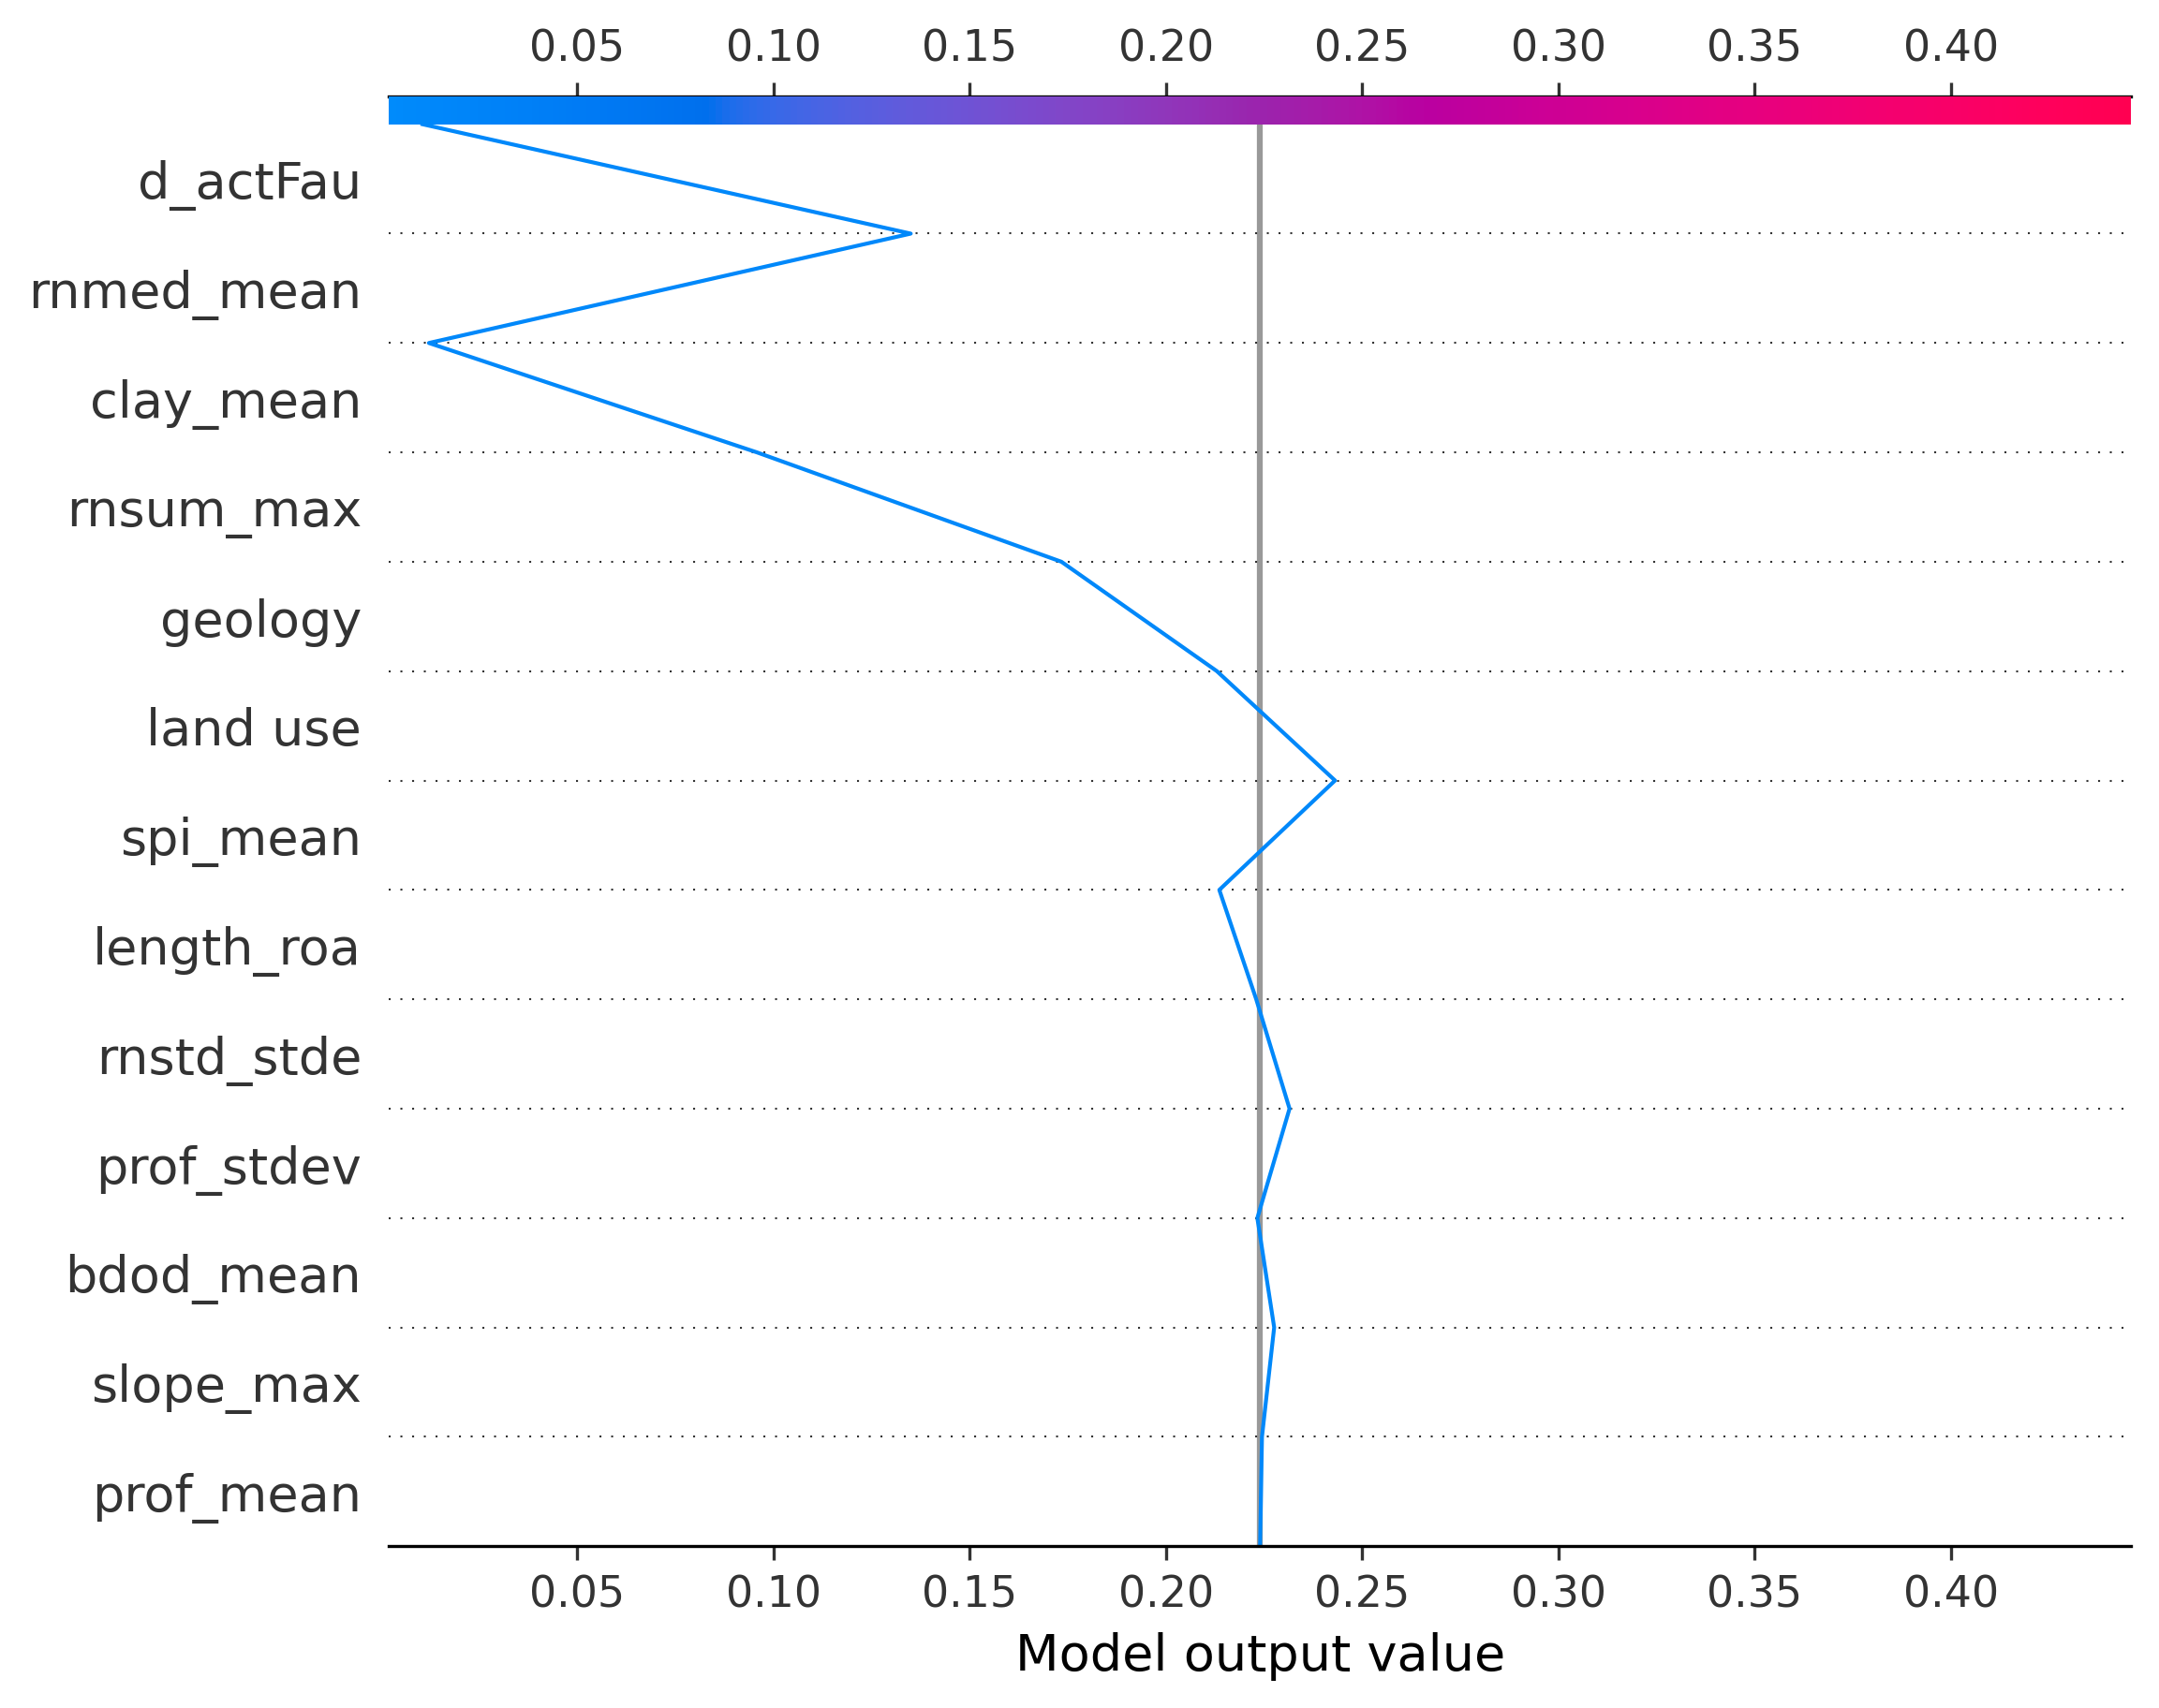 0.05 0.10 0.15 0.20 0.25 0.30 0.35 0.40
d_actFau
rnmed_mean
clay_mean
rnsum_max
geology
land use
spi_mean
length_roa
rnstd_stde
prof_stdev
bdod_mean
slope_max
prof_mean
0.05 0.10 0.15 0.20 0.25 0.30 0.35 0.40
Model output value